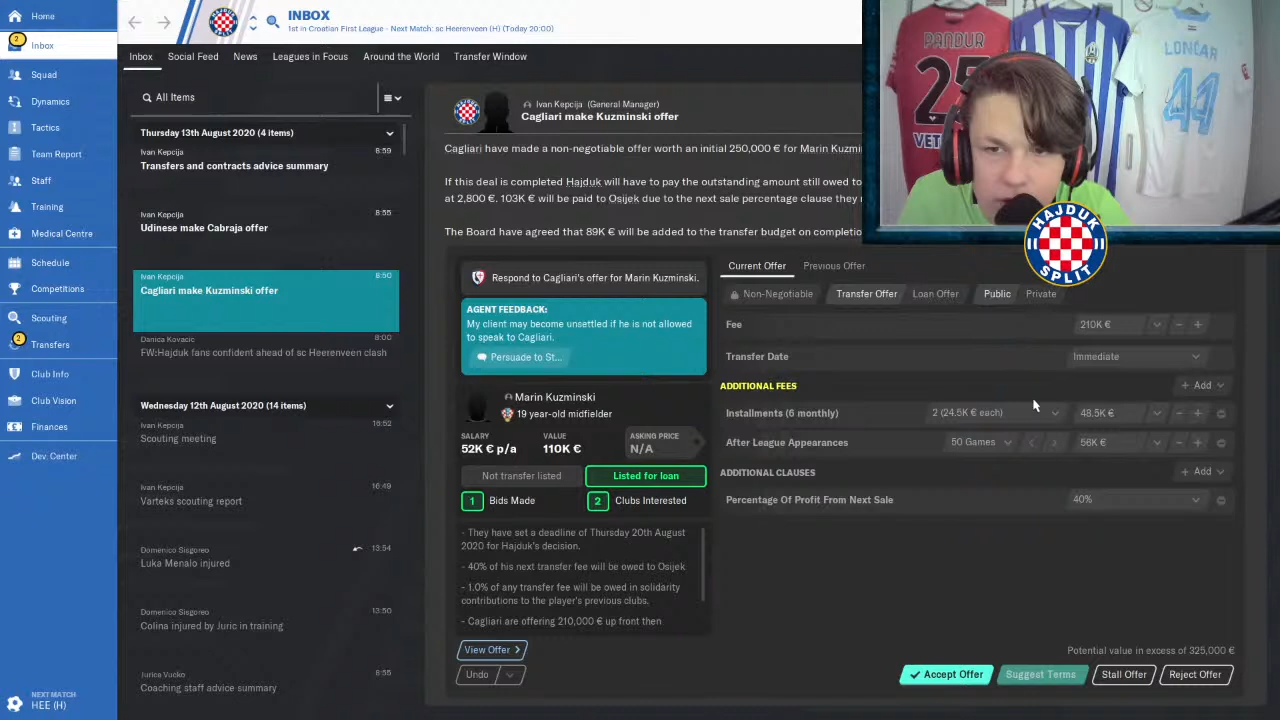 Home
INBOX
1st in Croatian First League - Next Match: sc Heerenveen (H) (Today 20:00)
2
Inbox
Squad
Dynamics
Tactics
Team Report
Staff
Training
Medical Centre
Schedule
Competitions
Scouting
2
Transfers
Club Info
Club Vision
Finances
Dev. Center
NEXT MATCH
HEE (H)
Inbox
Social Feed
News
Leagues in Focus
Around the World
Transfer Window
All Items
Thursday 13th August 2020 (4 items)
Ivan Kepcija
8:59
Transfers and contracts advice summary
Ivan Kepcija
8:55
Udinese make Cabraja offer
Ivan Kepcija
8:50
Cagliari make Kuzminski offer
Danica Kovacic
8:00
FW:Hajduk fans confident ahead of sc Heerenveen clash
Wednesday 12th August 2020 (14 items)
Ivan Kepcija
16:52
Scouting meeting
Ivan Kepcija
16:49
Varteks scouting report
Domenico Sisgoreo
13:54
Luka Menalo injured
Domenico Sisgoreo
13:50
Colina injured by Juric in training
Jurica Vucko
8:55
Coaching staff advice summary
Ivan Kepcija (General Manager)
Cagliari make Kuzminski offer
Cagliari have made a non-negotiable offer worth an initial 250,000 € for Marin Kuzmi
If this deal is completed Hajduk will have to pay the outstanding amount still owed to
at 2,800 €. 103K € will be paid to Osijek due to the next sale percentage clause they
The Board have agreed that 89K € will be added to the transfer budget on completio
Respond to Cagliari's offer for Marin Kuzminski.
AGENT FEEDBACK:
My client may become unsettled if he is not allowed
to speak to Cagliari.
Persuade to St...
Marin Kuzminski
19 year-old midfielder
SALARY
52K € p/a
VALUE
110K €
ASKING PRICE
N/A
Not transfer listed
Listed for loan
1
Bids Made
2
Clubs Interested
- They have set a deadline of Thursday 20th August
2020 for Hajduk's decision.
- 40% of his next transfer fee will be owed to Osijek
- 1.0% of any transfer fee will be owed in solidarity
contributions to the player's previous clubs.
- Cagliari are offering 210,000 € up front then
View Offer
Undo
Current Offer
Previous Offer
Non-Negotiable
Transfer Offer
Loan Offer
Public
Private
Fee
210K €
Transfer Date
Immediate
ADDITIONAL FEES
+ Add
Installments (6 monthly)
2 (24.5K € each)
48.5K €
After League Appearances
50 Games
56K €
ADDITIONAL CLAUSES
+ Add
Percentage Of Profit From Next Sale
40%
Potential value in excess of 325,000 €
Accept Offer
Suggest Terms
Stall Offer
Reject Offer
PANDUR
25
LONČAR
44
HAJDUK
SPLIT